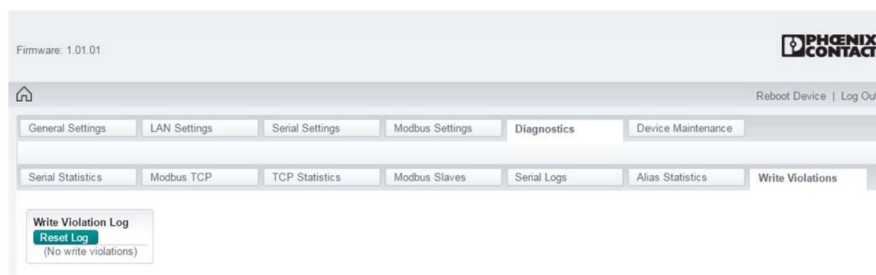 Firmware: 1.01.01
PHŒNIX
CONTACT
Reboot Device | Log Out
General Settings LAN Settings Serial Settings Modbus Settings Diagnostics Device Maintenance
Serial Statistics Modbus TCP TCP Statistics Modbus Slaves Serial Logs Alias Statistics Write Violations
Write Violation Log
Reset Log
(No write violations)